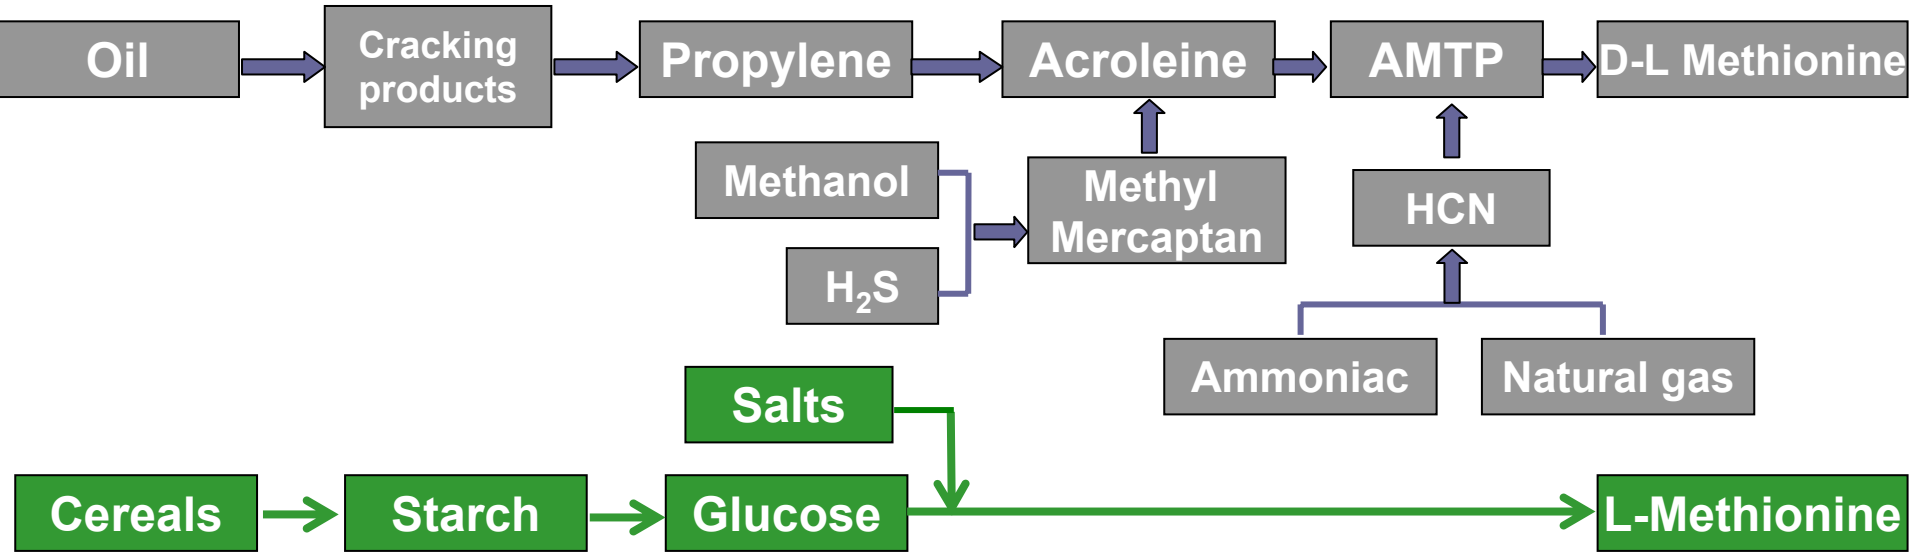 Oil
Cracking
products
Propylene
Acroleine
AMTP
D-L Methionine
Methanol
Methyl
Mercaptan
HCN
H₂S
Ammoniac
Natural gas
Salts
Cereals
Starch
Glucose
L-Methionine